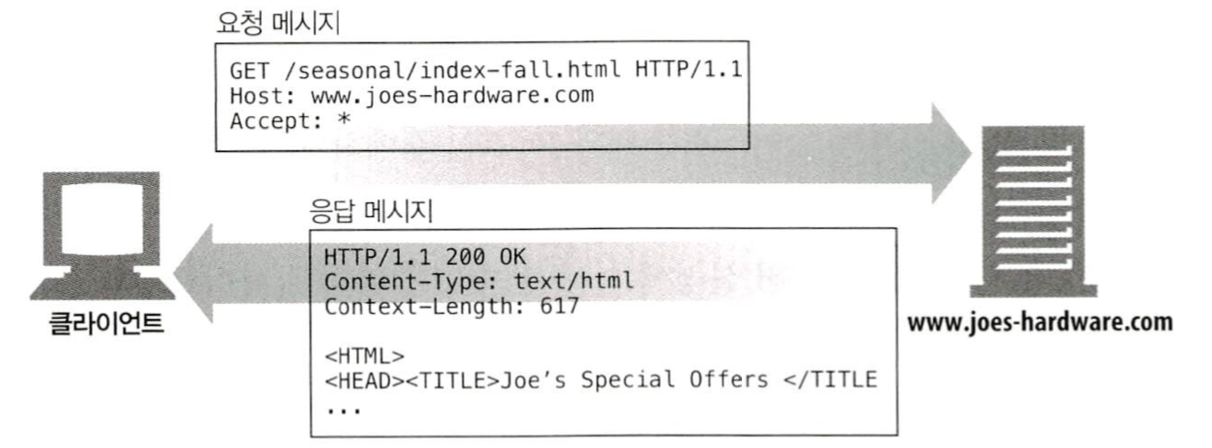 요청 메시지
GET /seasonal/index-fall.html HTTP/1.1
Host: www.joes-hardware.com
Accept: *
응답 메시지
HTTP/1.1 200 OK
Content-Type: text/html
Context-Length: 617
<HTML>
<HEAD><TITLE>Joe's Special Offers </TITLE
...
클라이언트
www.joes-hardware.com